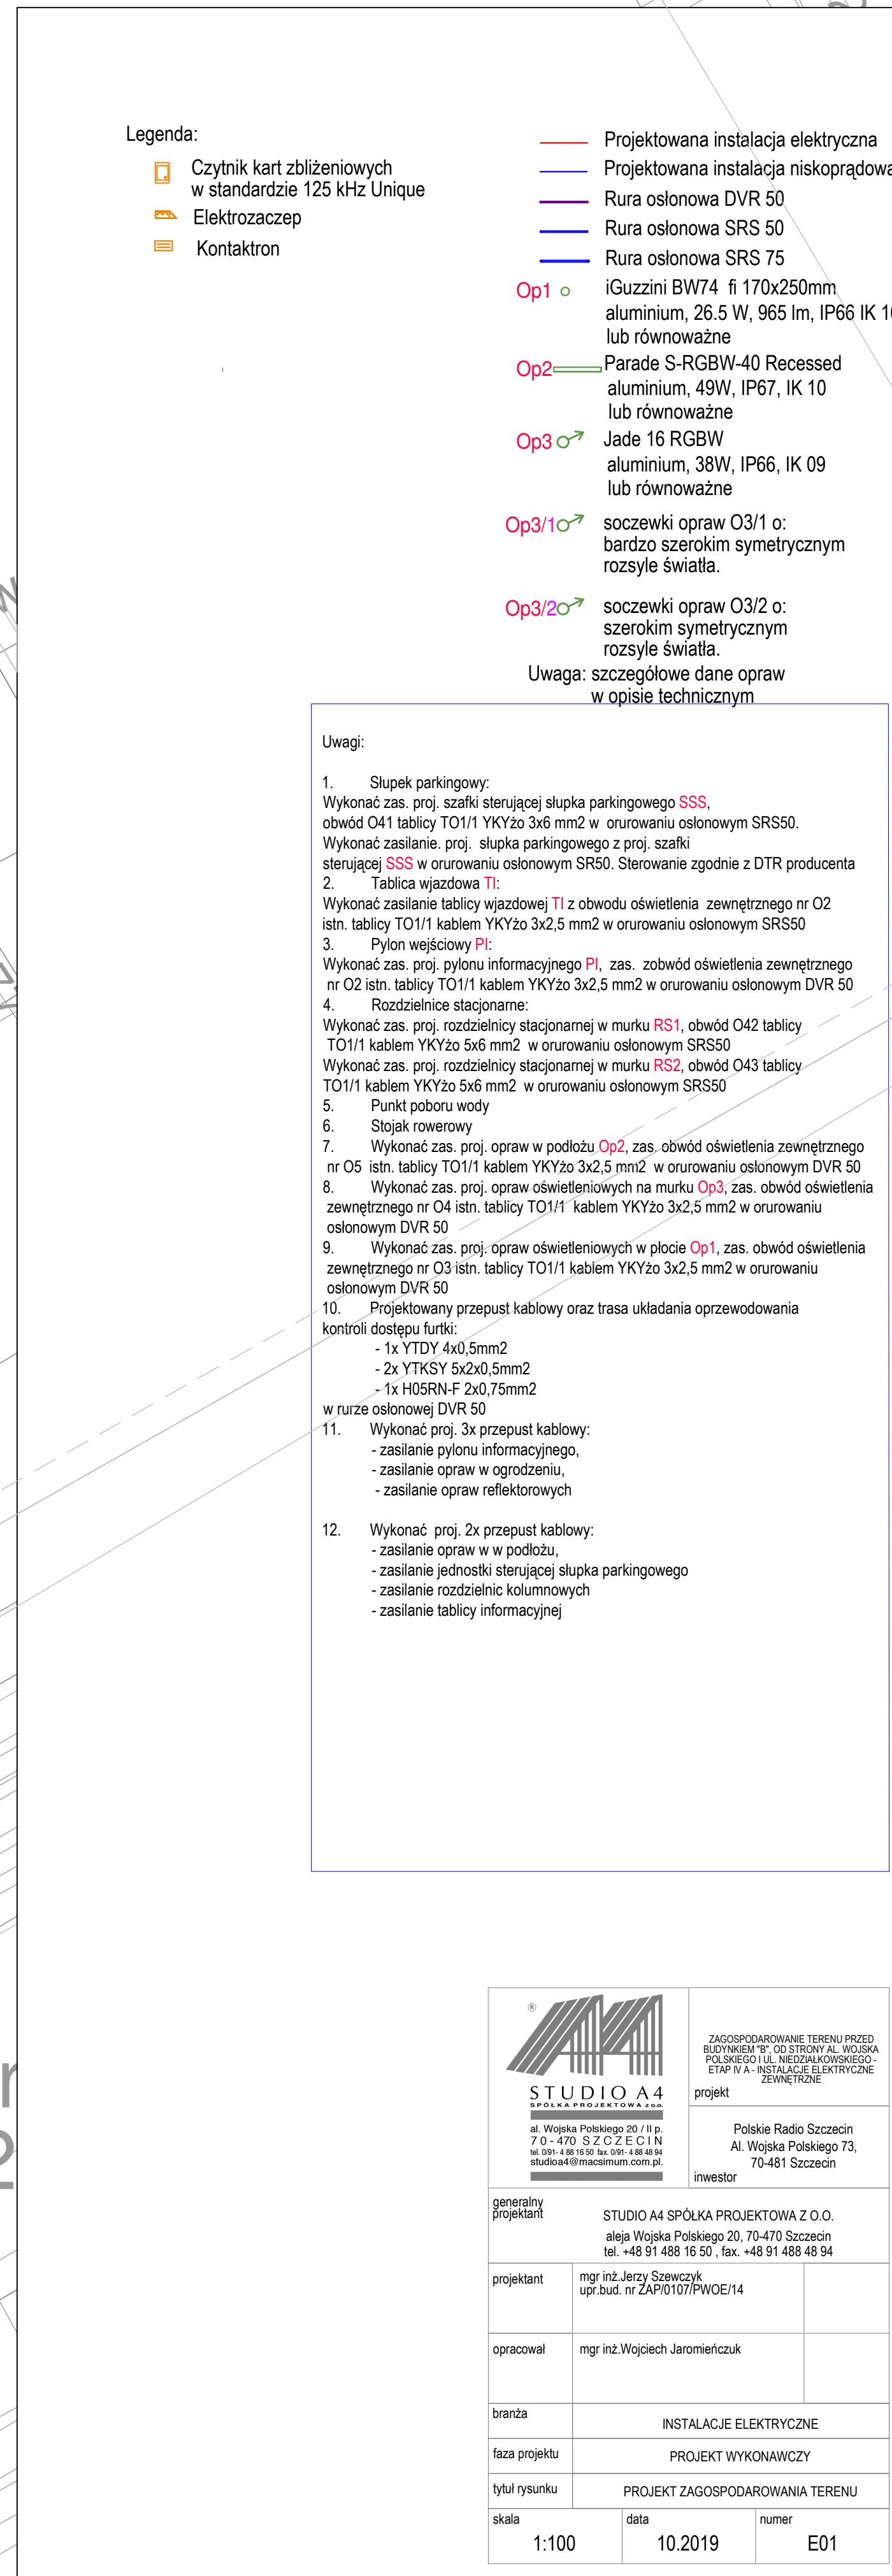 Legenda:
Czytnik kart zbliżeniowych
w standardzie 125 kHz Unique
Elektrozaczep
Kontaktron
Projektowana instalacja elektryczna
Projektowana instalacja niskoprądowa
Rura osłonowa DVR 50
Rura osłonowa SRS 50
Rura osłonowa SRS 75
Op1 iGuzzini BW74 fi 170x250mm
aluminium, 26.5 W, 965 lm, IP66 IK 10
lub równoważne
Op2 Parade S-RGBW-40 Recessed
aluminium, 49W, IP67, IK 10
lub równoważne
Op3 Jade 16 RGBW
aluminium, 38W, IP66, IK 09
lub równoważne
Op3/1 soczewki opraw O3/1 o:
bardzo szerokim symetrycznym
rozsyle światła.
Op3/2 soczewki opraw O3/2 o:
szerokim symetrycznym
rozsyle światła.
Uwaga: szczegółowe dane opraw
w opisie technicznym
Uwagi:
1. Słupek parkingowy:
Wykonać zas. proj. szafki sterującej słupka parkingowego SSS,
obwód O41 tablicy TO1/1 YKYżo 3x6 mm2 w orurowaniu osłonowym SRS50.
Wykonać zasilanie. proj. słupka parkingowego z proj. szafki
sterującej SSS w orurowaniu osłonowym SR50. Sterowanie zgodnie z DTR producenta
2. Tablica wjazdowa TI:
Wykonać zasilanie tablicy wjazdowej TI z obwodu oświetlenia zewnętrznego nr O2
istn. tablicy TO1/1 kablem YKYżo 3x2,5 mm2 w orurowaniu osłonowym SRS50
3. Pylon wejściowy PI:
Wykonać zas. proj. pylonu informacyjnego PI, zas. zobwód oświetlenia zewnętrznego
nr O2 istn. tablicy TO1/1 kablem YKYżo 3x2,5 mm2 w orurowaniu osłonowym DVR 50
4. Rozdzielnice stacjonarne:
Wykonać zas. proj. rozdzielnicy stacjonarnej w murku RS1, obwód O42 tablicy
TO1/1 kablem YKYżo 5x6 mm2 w orurowaniu osłonowym SRS50
Wykonać zas. proj. rozdzielnicy stacjonarnej w murku RS2, obwód O43 tablicy
TO1/1 kablem YKYżo 5x6 mm2 w orurowaniu osłonowym SRS50
5. Punkt poboru wody
6. Stojak rowerowy
7. Wykonać zas. proj. opraw w podłożu Op2, zas. obwód oświetlenia zewnętrznego
nr O5 istn. tablicy TO1/1 kablem YKYżo 3x2,5 mm2 w orurowaniu osłonowym DVR 50
8. Wykonać zas. proj. opraw oświetleniowych na murku Op3, zas. obwód oświetlenia
zewnętrznego nr O4 istn. tablicy TO1/1 kablem YKYżo 3x2,5 mm2 w orurowaniu
osłonowym DVR 50
9. Wykonać zas. proj. opraw oświetleniowych w płocie Op1, zas. obwód oświetlenia
zewnętrznego nr O3 istn. tablicy TO1/1 kablem YKYżo 3x2,5 mm2 w orurowaniu
osłonowym DVR 50
10. Projektowany przepust kablowy oraz trasa układania oprzewodowania
kontroli dostępu furtki:
- 1x YTDY 4x0,5mm2
- 2x YTKSY 5x2x0,5mm2
- 1x H05RN-F 2x0,75mm2
w rurze osłonowej DVR 50
11. Wykonać proj. 3x przepust kablowy:
- zasilanie pylonu informacyjnego,
- zasilanie opraw w ogrodzeniu,
- zasilanie opraw reflektorowych
12. Wykonać proj. 2x przepust kablowy:
- zasilanie opraw w w podłożu,
- zasilanie jednostki sterującej słupka parkingowego
- zasilanie rozdzielnic kolumnowych
- zasilanie tablicy informacyjnej
®
STUDIO A4
SPÓŁKA PROJEKTOWA z o.o.
al. Wojska Polskiego 20 / II p.
70-470 SZCZECIN
tel. 0/91- 4 88 16 50 fax. 0/91- 4 88 48 94
studioa4@macsimum.com.pl.
ZAGOSPODAROWANIE TERENU PRZED
BUDYNKIEM "B", OD STRONY AL. WOJSKA
POLSKIEGO I UL. NIEDZIAŁKOWSKIEGO -
ETAP IV A - INSTALACJE ELEKTRYCZNE
ZEWNĘTRZNE
projekt
Polskie Radio Szczecin
Al. Wojska Polskiego 73,
70-481 Szczecin
inwestor
generalny
projektant
STUDIO A4 SPÓŁKA PROJEKTOWA Z O.O.
aleja Wojska Polskiego 20, 70-470 Szczecin
tel. +48 91 488 16 50 , fax. +48 91 488 48 94
projektant mgr inż.Jerzy Szewczyk
upr.bud. nr ZAP/0107/PWOE/14
opracował mgr inż.Wojciech Jaromieńczuk
branża INSTALACJE ELEKTRYCZNE
faza projektu PROJEKT WYKONAWCZY
tytuł rysunku PROJEKT ZAGOSPODAROWANIA TERENU
skala data numer
1:100 10.2019 E01